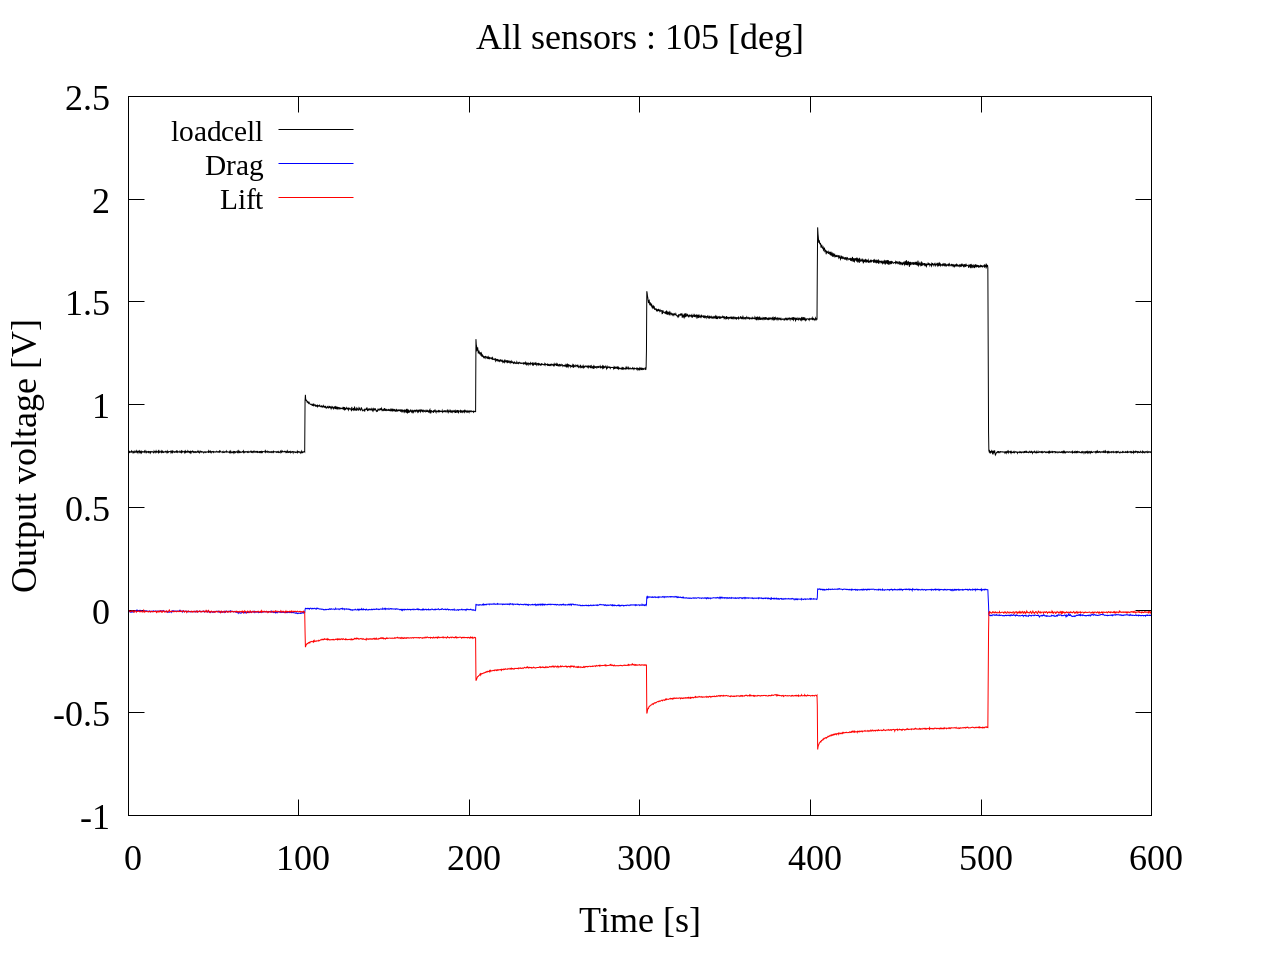 All sensors : 105 [deg]
2.5
loadcell
Drag
Lift
2
1.5
1
0.5
0
-0.5
-1
Output voltage [V]
0 100 200 300 400 500 600
Time [s]